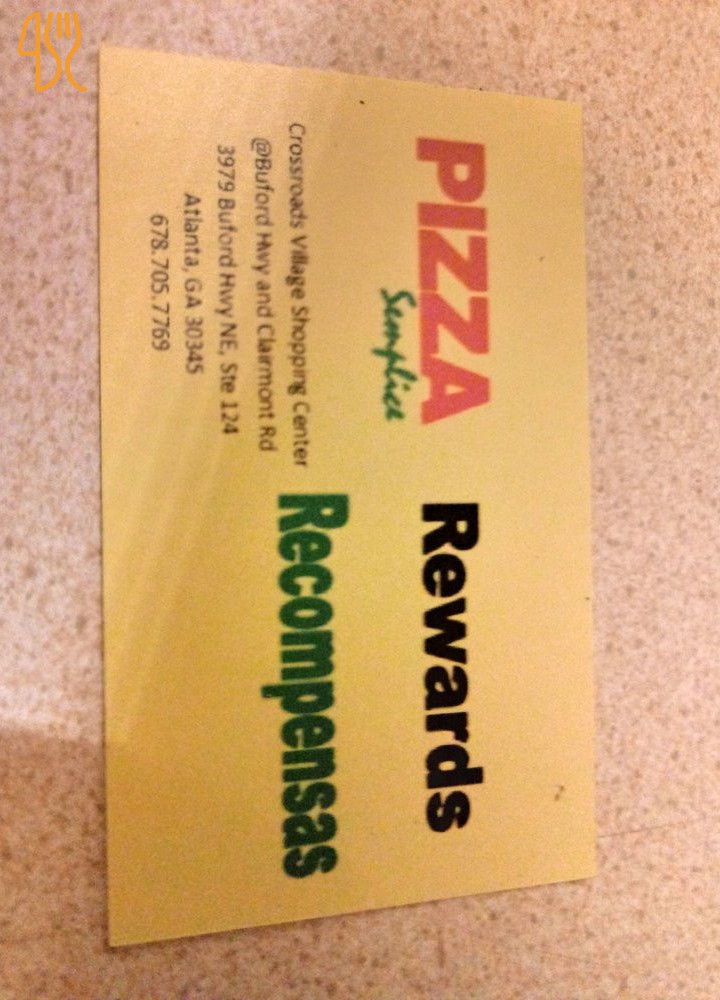 PIZZA
Semplice
Rewards
Recompensas
Crossroads Village Shopping Center
@Buford Hwy and Clairmont Rd
3979 Buford Hwy NE, Ste 124
Atlanta, GA 30345
678.705.7769